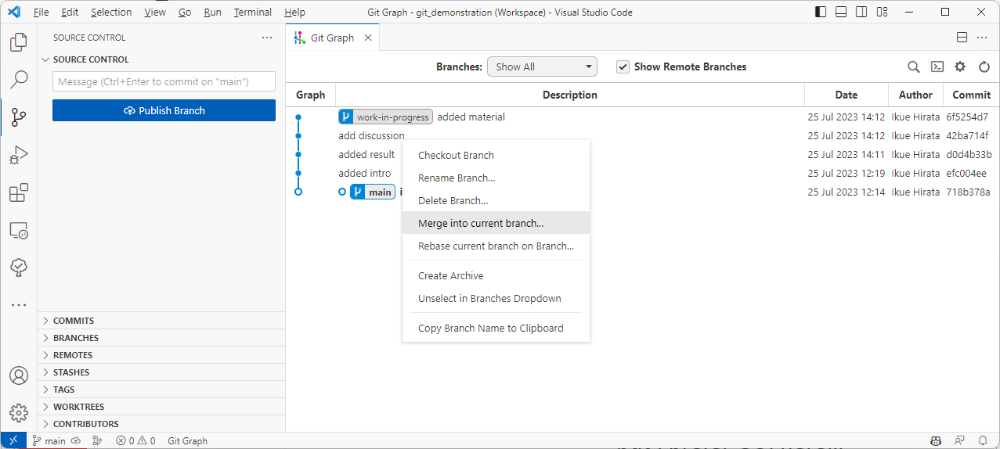 File Edit Selection View Go Run Terminal Help Git Graph - git_demonstration (Workspace) - Visual Studio Code
SOURCE CONTROL
SOURCE CONTROL
Message (Ctrl+Enter to commit on "main")
Publish Branch
COMMITS
BRANCHES
REMOTES
STASHES
TAGS
WORKTREES
CONTRIBUTORS
Git Graph
Branches: Show All Show Remote Branches
Graph Description Date Author Commit
work-in-progress added material 25 Jul 2023 14:12 Ikue Hirata 6f5254d7
add discussion 25 Jul 2023 14:12 Ikue Hirata 42ba714f
added result 25 Jul 2023 14:11 Ikue Hirata d0d4b33b
added intro 25 Jul 2023 12:19 Ikue Hirata efc004ee
main 25 Jul 2023 12:14 Ikue Hirata 718b378a
Checkout Branch
Rename Branch...
Delete Branch...
Merge into current branch...
Rebase current branch on Branch...
Create Archive
Unselect in Branches Dropdown
Copy Branch Name to Clipboard
main 0 0 Git Graph